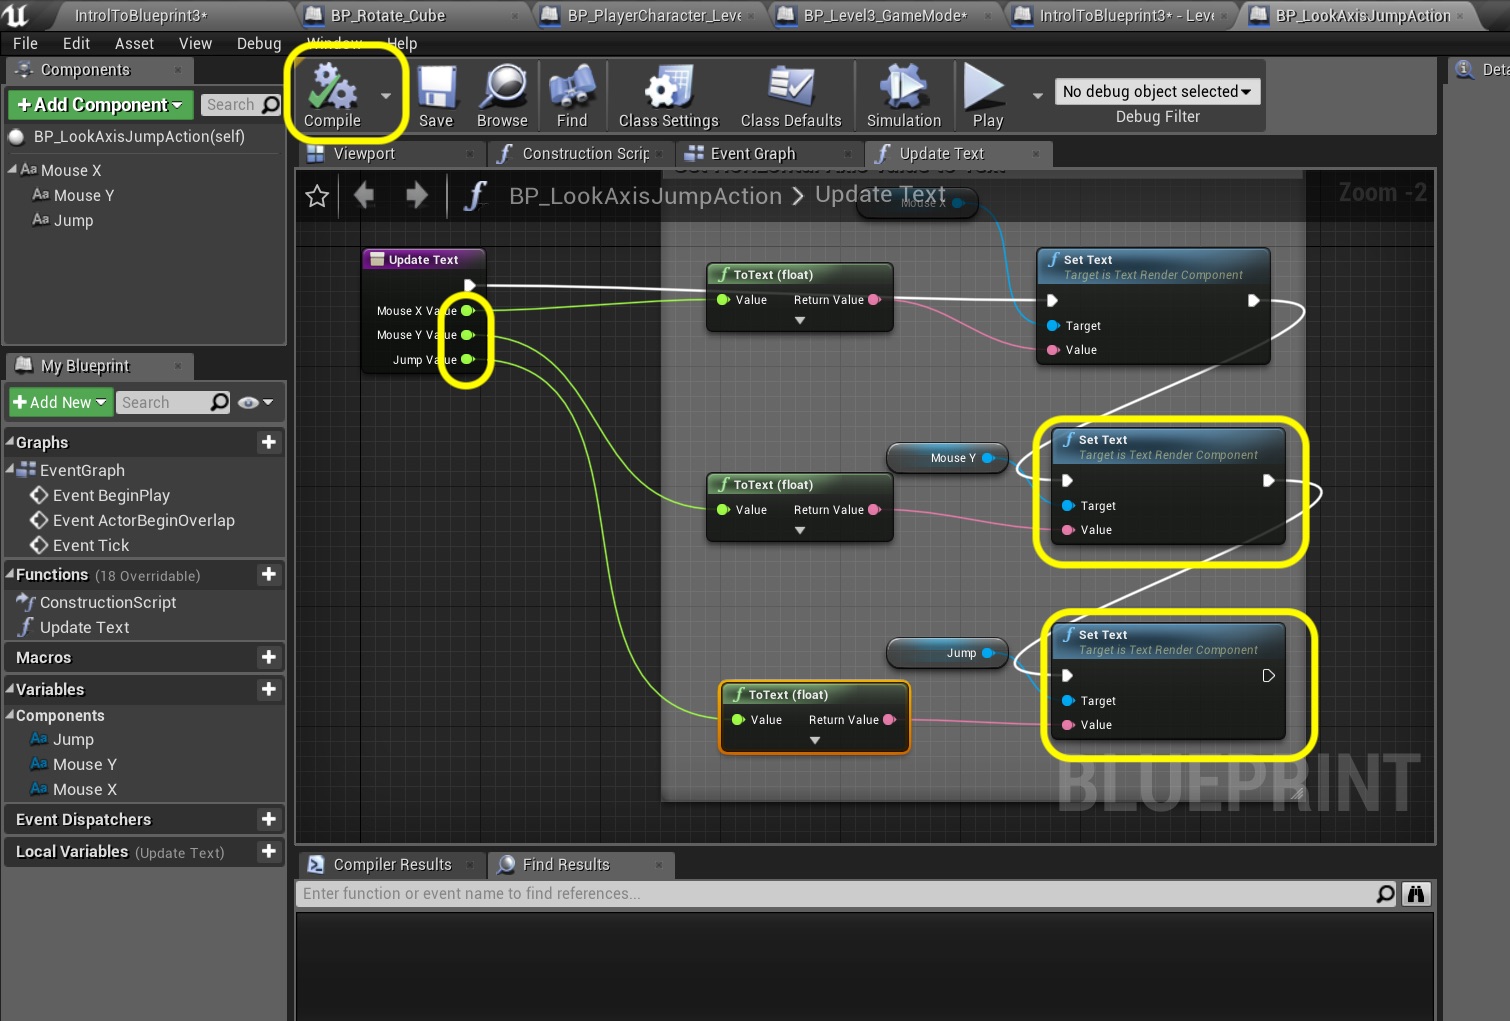 IntrolToBlueprint3*
BP_Rotate_Cube
BP_PlayerCharacter_Leve
BP_Level3_GameMode*
IntrolToBlueprint3* - Leve
BP_LookAxisJumpAction
File Edit Asset View Debug Window Help
Components
Deta
+Add Component
Search
BP_LookAxisJumpAction(self)
Mouse X
Mouse Y
Jump
Compile
Save
Browse
Find
Class Settings
Class Defaults
Simulation
Play
No debug object selected
Debug Filter
Viewport
Construction Scrip
Event Graph
Update Text
BP_LookAxisJumpAction > Update Text
Zoom -2
Mouse X
Update Text
Mouse X Value
Mouse Y Value
Jump Value
ToText (float)
Value Return Value
Set Text
Target is Text Render Component
Target
Value
Mouse Y
ToText (float)
Value Return Value
Set Text
Target is Text Render Component
Target
Value
Jump
ToText (float)
Value Return Value
Set Text
Target is Text Render Component
Target
Value
BLUEPRINT
My Blueprint
+Add New
Search
Graphs
EventGraph
Event BeginPlay
Event ActorBeginOverlap
Event Tick
Functions (18 Overridable)
ConstructionScript
Update Text
Macros
Variables
Components
Jump
Mouse Y
Mouse X
Event Dispatchers
Local Variables (Update Text)
Compiler Results
Find Results
Enter function or event name to find references...